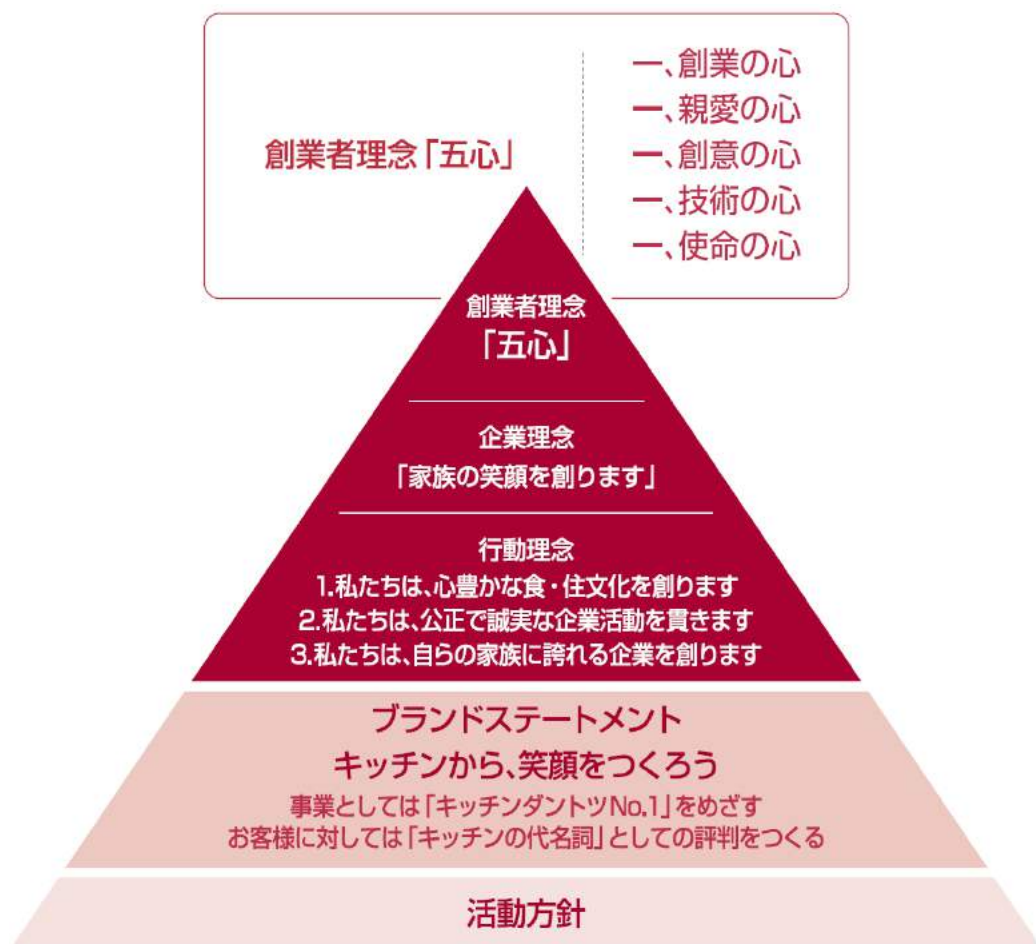 創業者理念「五心」
一、創業の心
一、親愛の心
一、創意の心
一、技術の心
一、使命の心
創業者理念
「五心」
企業理念
「家族の笑顔を創ります」
行動理念
1.私たちは、心豊かな食・住文化を創ります
2.私たちは、公正で誠実な企業活動を貫きます
3.私たちは、自らの家族に誇れる企業を創ります
ブランドステートメント
キッチンから、笑顔をつくろう
事業としては「キッチンダントツNo.1」をめざす
お客様に対しては「キッチンの代名詞」としての評判をつくる
活動方針